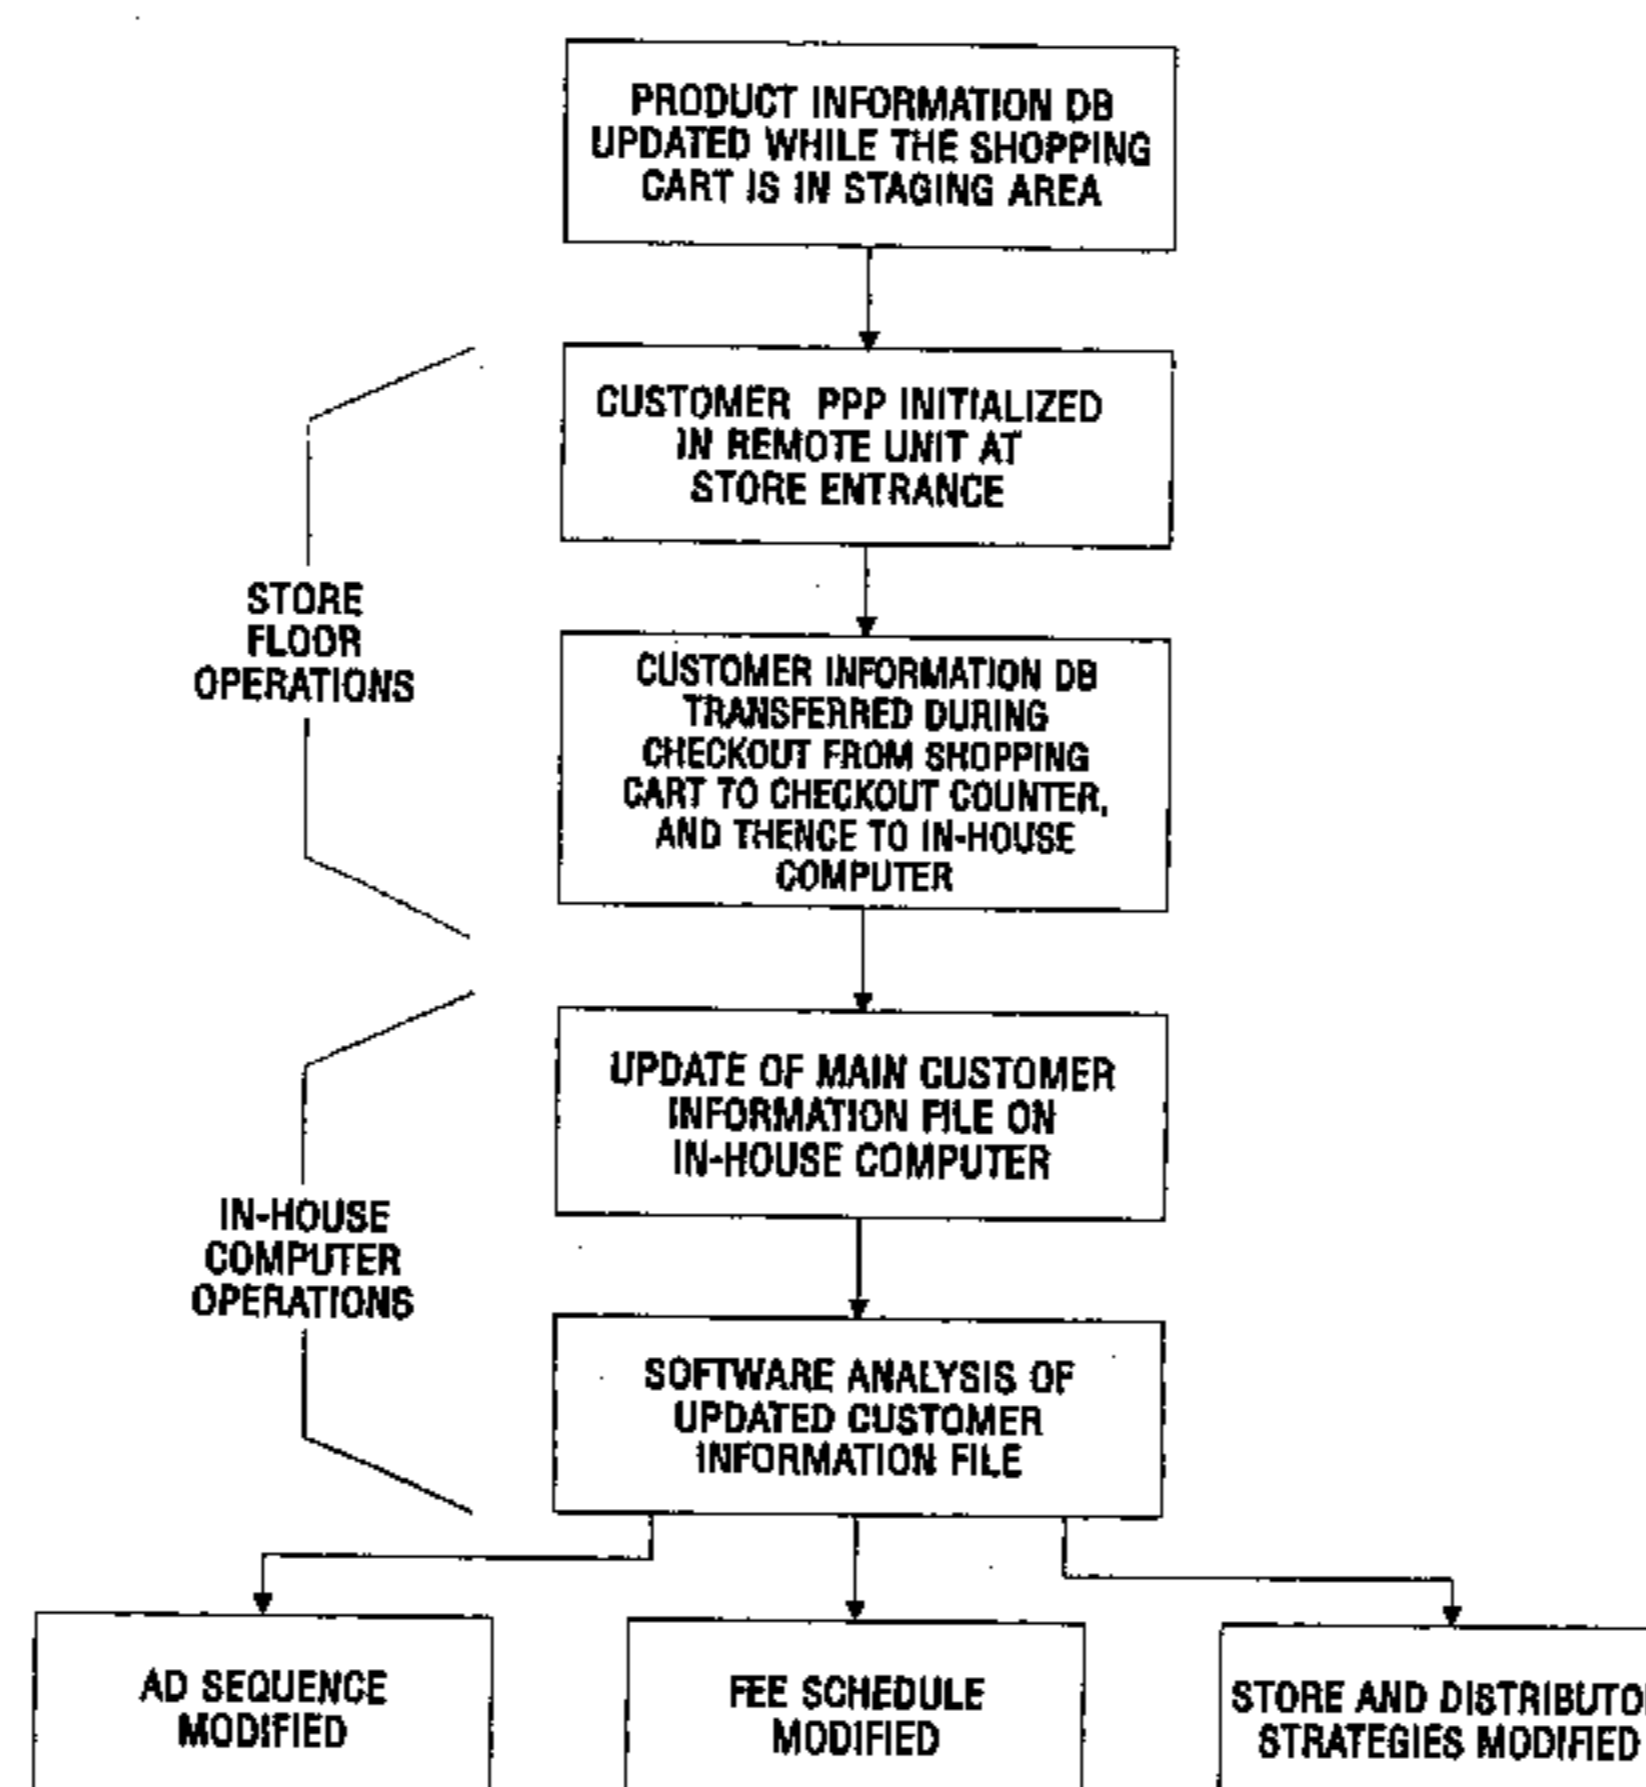 PRODUCT INFORMATION DB
UPDATED WHILE THE SHOPPING
CART IS IN STAGING AREA
CUSTOMER PPP INITIALIZED
IN REMOTE UNIT AT
STORE ENTRANCE
STORE
FLOOR
OPERATIONS
CUSTOMER INFORMATION DB
TRANSFERRED DURING
CHECKOUT FROM SHOPPING
CART TO CHECKOUT COUNTER,
AND THENCE TO IN-HOUSE
COMPUTER
UPDATE OF MAIN CUSTOMER
INFORMATION FILE ON
IN-HOUSE COMPUTER
IN-HOUSE
COMPUTER
OPERATIONS
SOFTWARE ANALYSIS OF
UPDATED CUSTOMER
INFORMATION FILE
AD SEQUENCE
MODIFIED
FEE SCHEDULE
MODIFIED
STORE AND
STRATEGIES MODIFIED